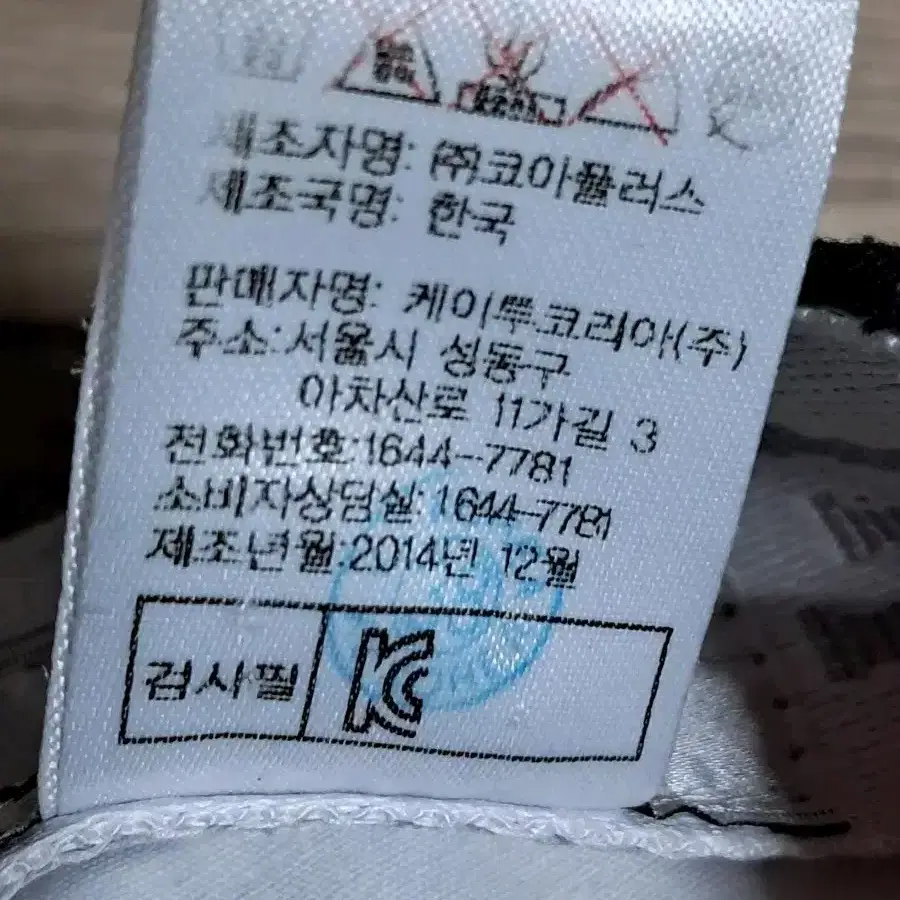 제조자명: (주)코아플러스
제조국명: 한국
판매자명: 케이투코리아(주)
주소:서울시 성동구
아차산로 11가길 3
전화번호:1644-7781
소비자상담실:1644-7781
제조년월:2014년 12월
검사필